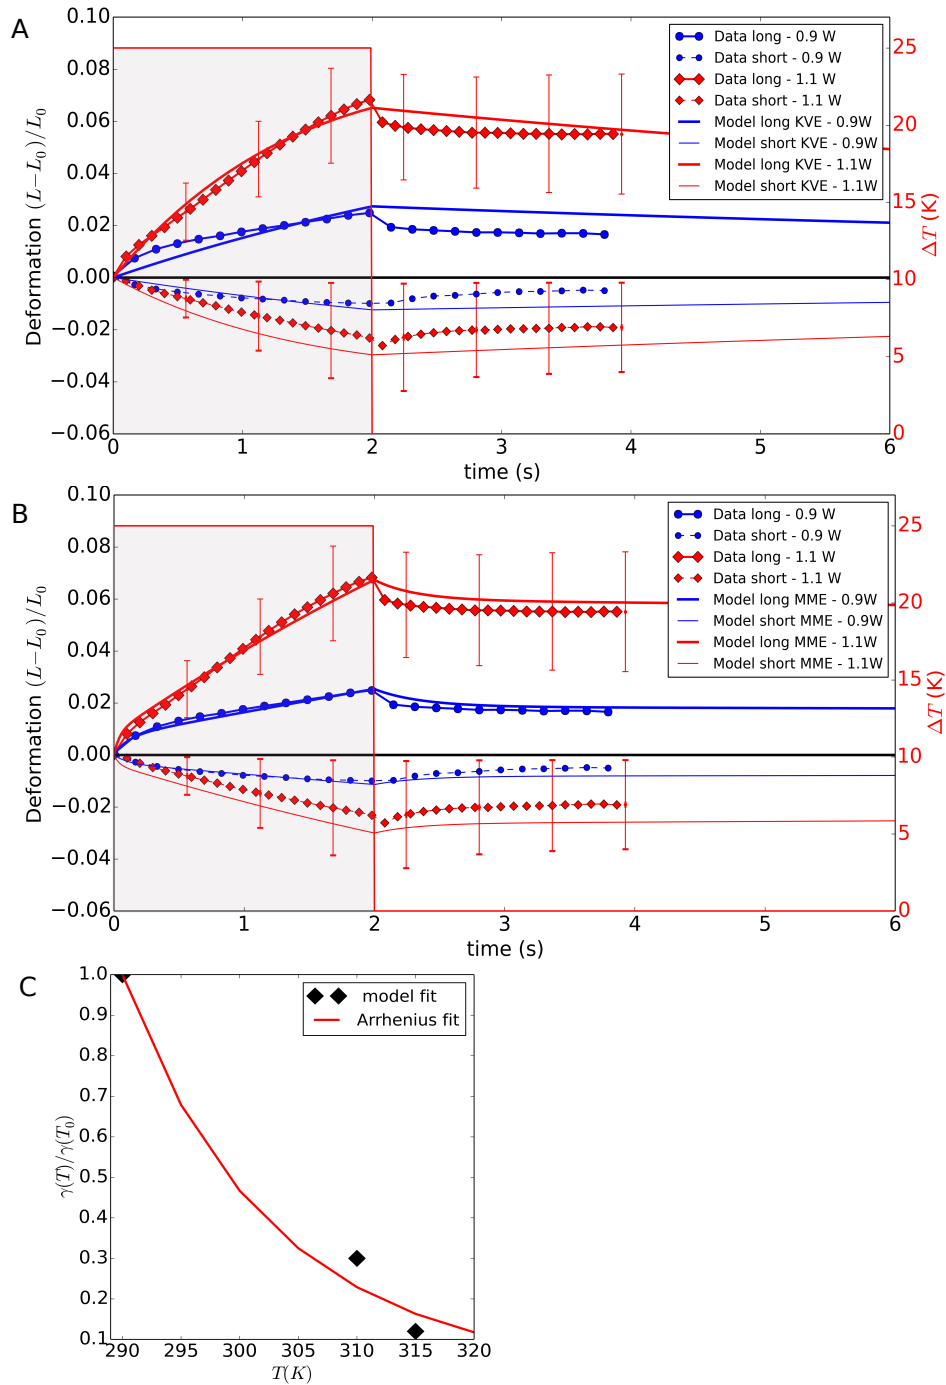 A
Deformation (L−L₀)/L₀
0.10
0.08
0.06
0.04
0.02
0.00
−0.02
−0.04
−0.06
0 1 2 3 4 5 6
time (s)
25
20
15
10
5
0
ΔT (K)
Data long - 0.9 W
Data short - 0.9 W
Data long - 1.1 W
Data short - 1.1 W
Model long KVE - 0.9W
Model short KVE - 0.9W
Model long KVE - 1.1W
Model short KVE - 1.1W
B
Deformation (L−L₀)/L₀
0.10
0.08
0.06
0.04
0.02
0.00
−0.02
−0.04
−0.06
0 1 2 3 4 5 6
time (s)
25
20
15
10
5
0
ΔT (K)
Data long - 0.9 W
Data short - 0.9 W
Data long - 1.1 W
Data short - 1.1 W
Model long MME - 0.9W
Model short MME - 0.9W
Model long MME - 1.1W
Model short MME - 1.1W
C
γ(T)/γ(T₀)
1.0
0.9
0.8
0.7
0.6
0.5
0.4
0.3
0.2
0.1
290 295 300 305 310 315 320
T(K)
model fit
Arrhenius fit